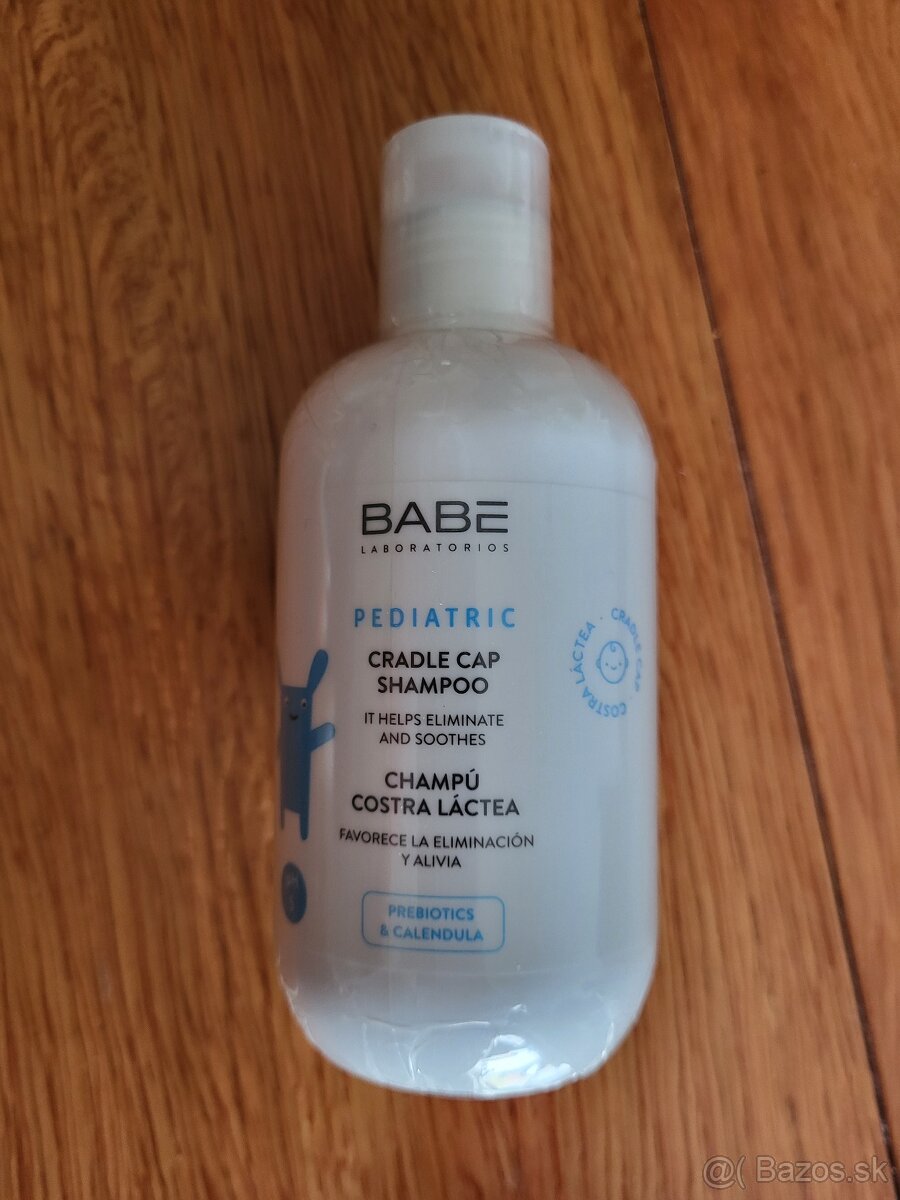 BABE
LABORATORIOS
PEDIATRIC
CRADLE CAP
SHAMPOO
IT HELPS ELIMINATE
AND SOOTHES
CHAMPÚ
COSTRA LÁCTEA
FAVORECE LA ELIMINACIÓN
Y ALIVIA
PREBIOTICS
& CALENDULA
CRADLE CAP
COSTRA LÁCTEA
@( Bazos.sk